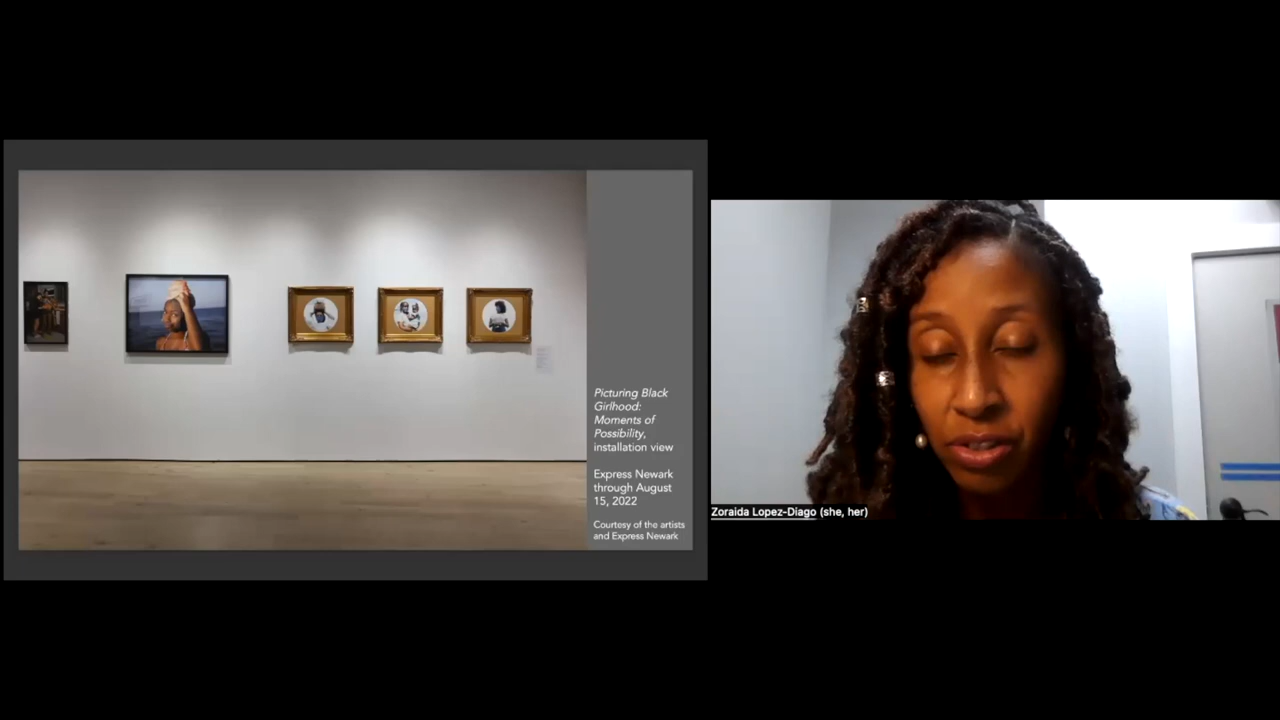 Picturing Black
Girlhood:
Moments of
Possibility,
installation view
Express Newark
through August
15, 2022
Courtesy of the artists
and Express Newark
Zoraida Lopez-Diago (she, her)